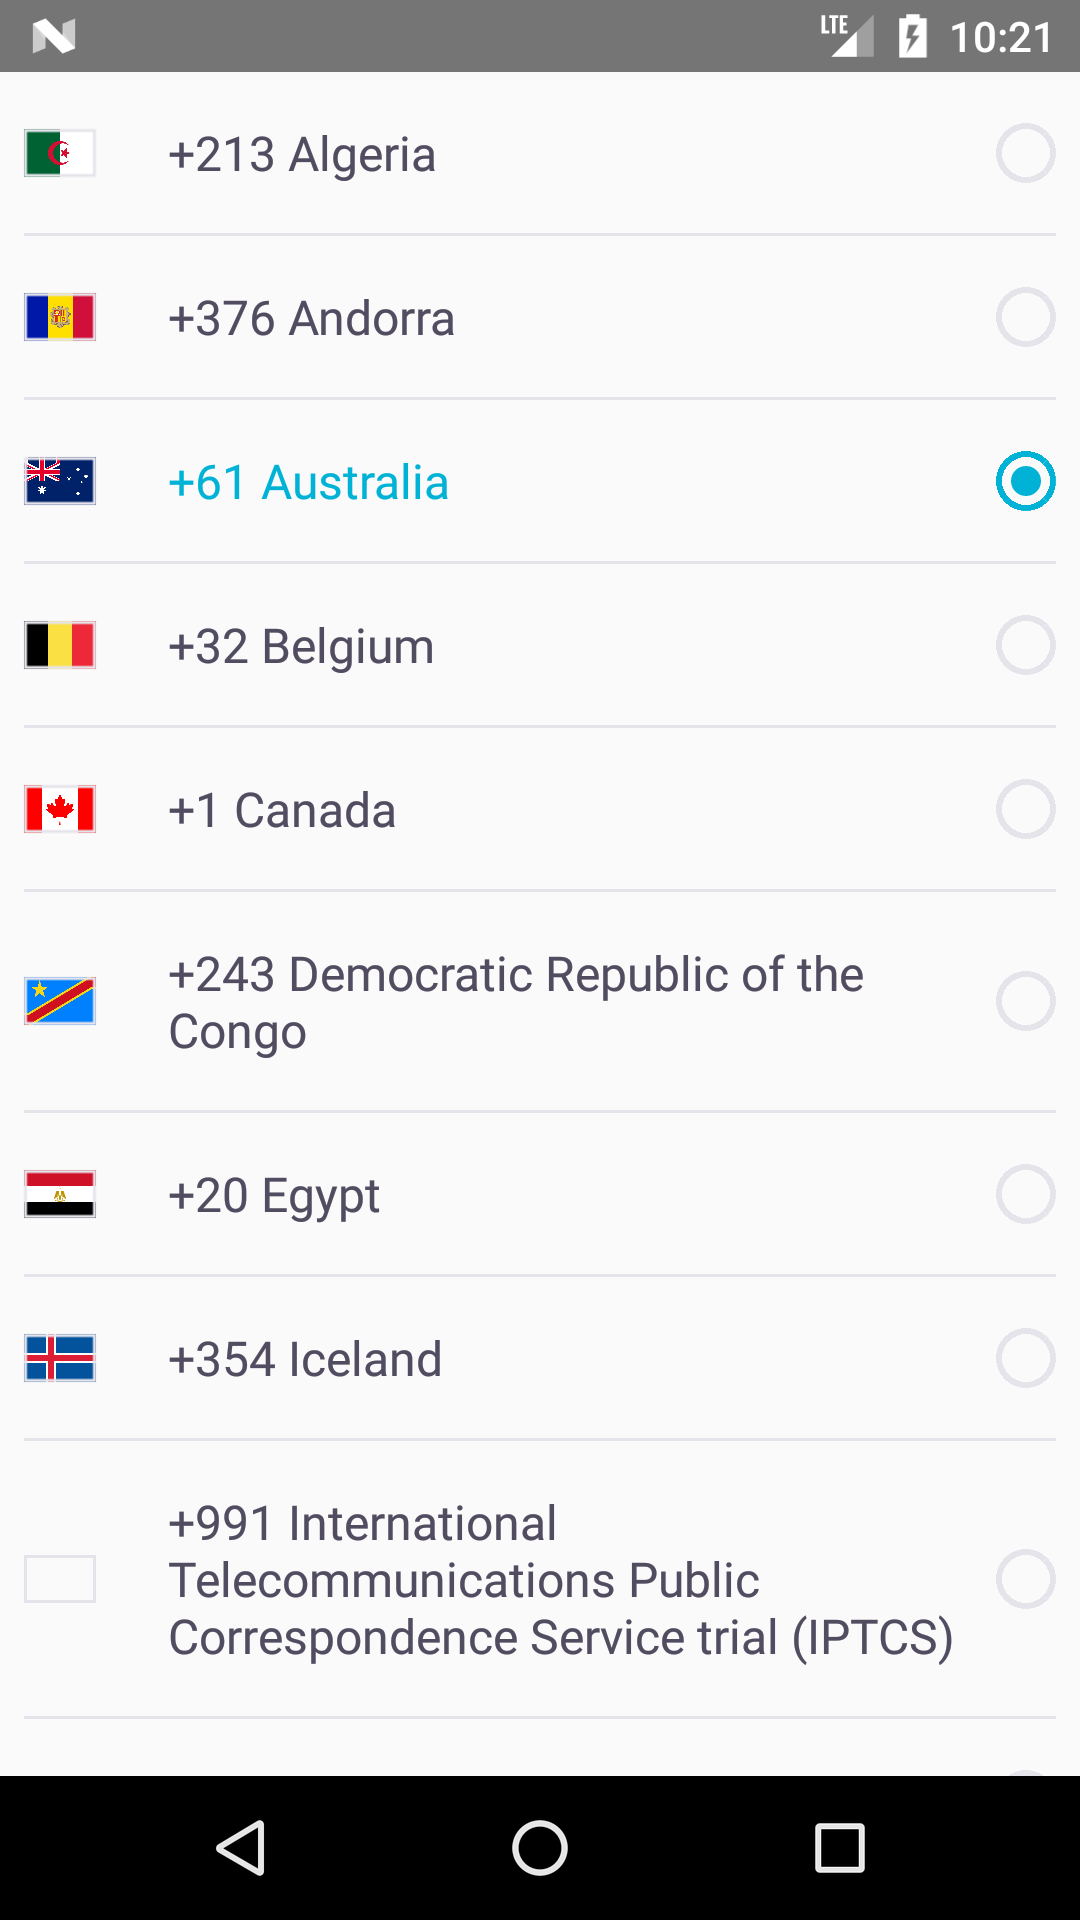 LTE 10:21
+213 Algeria
+376 Andorra
+61 Australia
+32 Belgium
+1 Canada
+243 Democratic Republic of the
Congo
+20 Egypt
+354 Iceland
+991 International
Telecommunications Public
Correspondence Service trial (IPTCS)